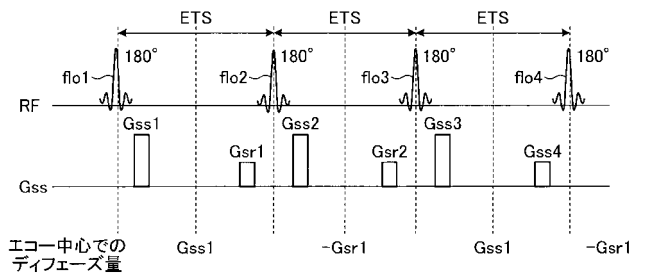 ETS ETS ETS
180° 180° 180° 180°
flo1 flo2 flo3 flo4
RF
Gss1 Gss2 Gss3
Gsr1 Gsr2 Gss4
Gss
エコー中心での Gss1 -Gsr1 Gss1 -Gsr1
ディフェーズ量